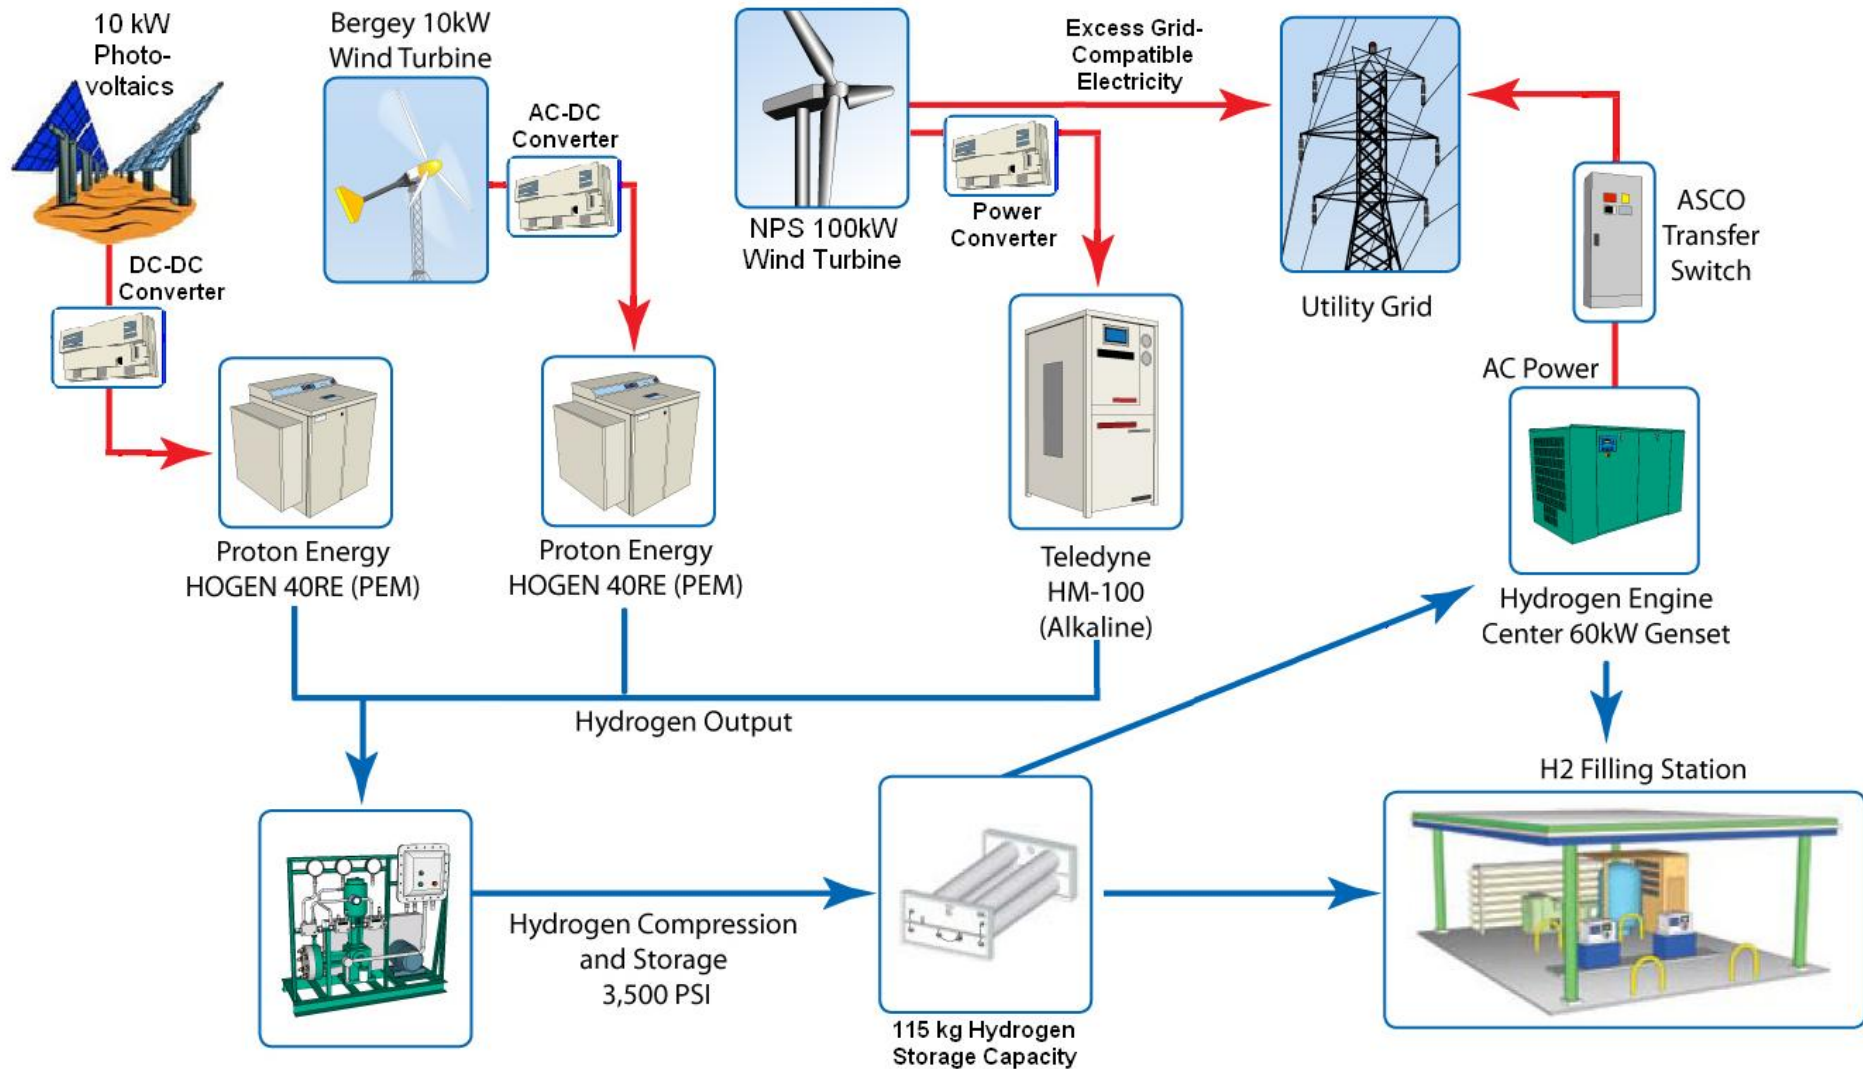 10 kW
Photo-
voltaics
Bergey 10kW
Wind Turbine
AC-DC
Converter
DC-DC
Converter
NPS 100kW
Wind Turbine
Power
Converter
Excess Grid-
Compatible
Electricity
Utility Grid
ASCO
Transfer
Switch
AC Power
Proton Energy
HOGEN 40RE (PEM)
Proton Energy
HOGEN 40RE (PEM)
Teledyne
HM-100
(Alkaline)
Hydrogen Engine
Center 60kW Genset
Hydrogen Output
H2 Filling Station
Hydrogen Compression
and Storage
3,500 PSI
115 kg Hydrogen
Storage Capacity